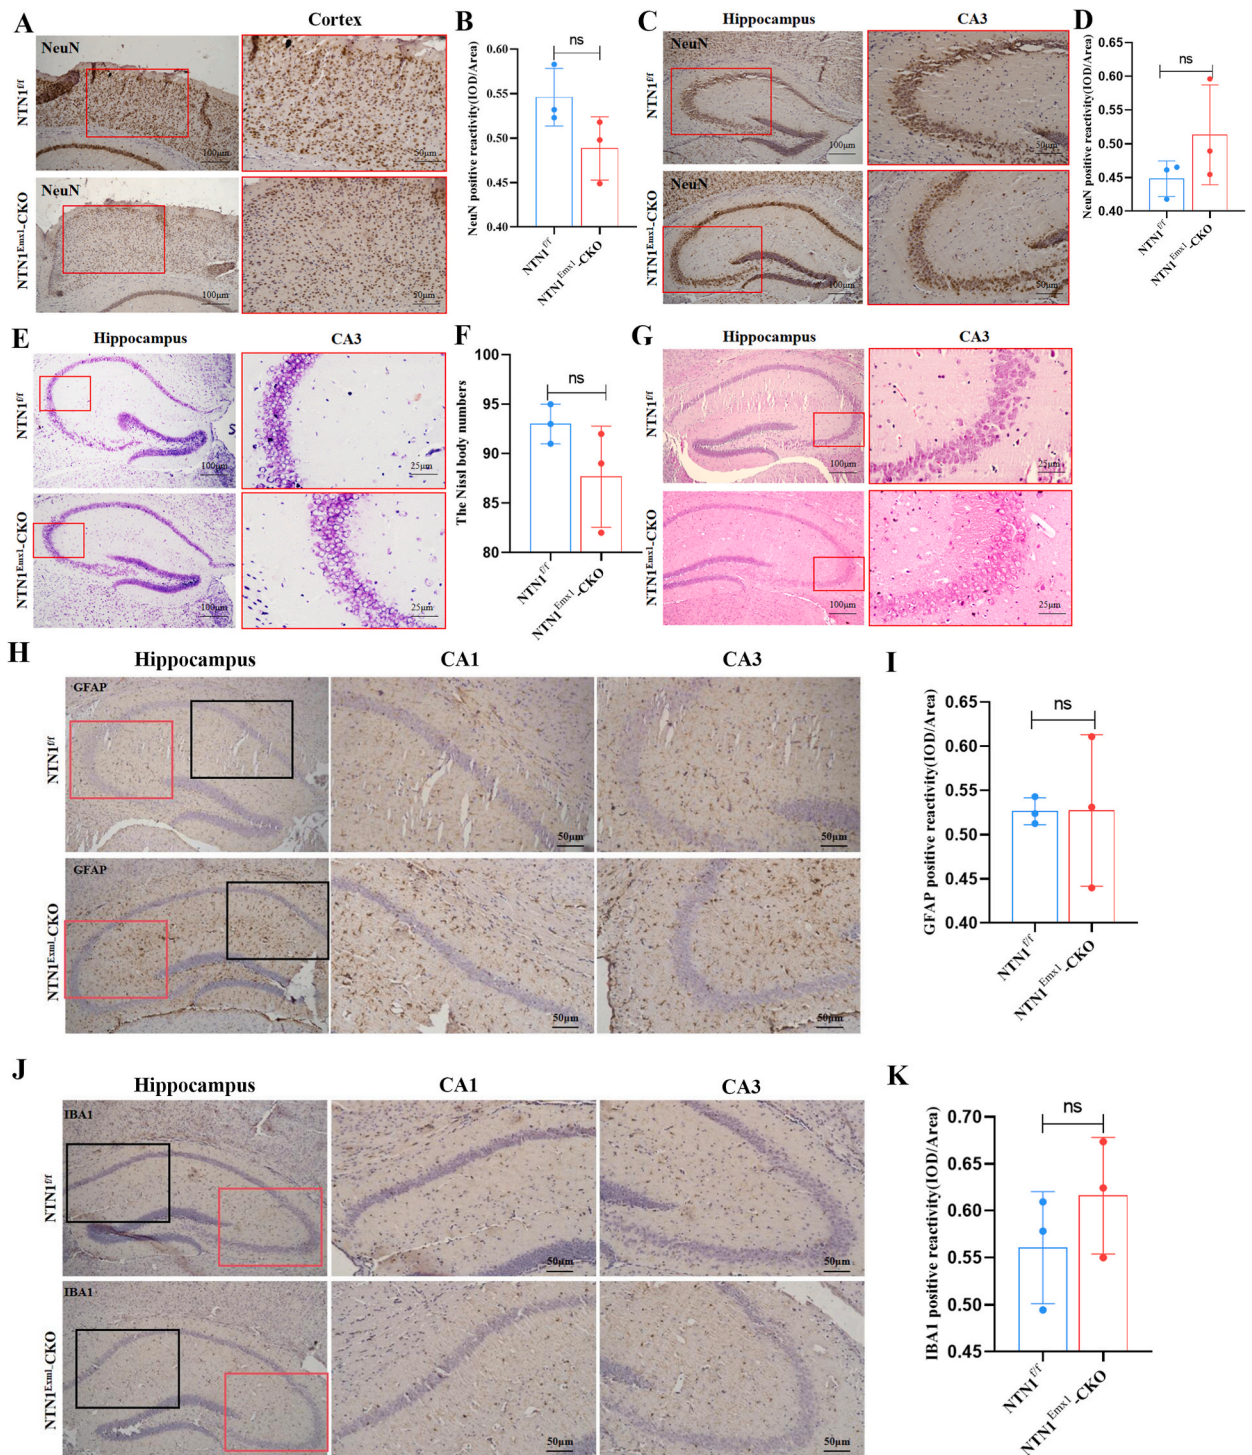 A
Cortex
NeuN
NTN1f/f
100μm
50μm
NeuN
NTN1Emx1-CKO
100μm
50μm
B
NeuN positive reactivity(IOD/Area)
0.60
0.55
0.50
0.45
0.40
ns
NTN1f/f
NTN1Emx1-CKO
C
Hippocampus
CA3
NeuN
NTN1f/f
100μm
50μm
NeuN
NTN1Emx1-CKO
100μm
50μm
D
NeuN positive reactivity(IOD/Area)
0.65
0.60
0.55
0.50
0.45
0.40
ns
NTN1f/f
NTN1Emx1-CKO
E
Hippocampus
CA3
NTN1f/f
100μm
25μm
NTN1Emx1-CKO
100μm
25μm
F
The Nissl body numbers
100
95
90
85
80
ns
NTN1f/f
NTN1Emx1-CKO
G
Hippocampus
CA3
NTN1f/f
100μm
25μm
NTN1Emx1-CKO
100μm
25μm
H
Hippocampus
CA1
CA3
GFAP
NTN1f/f
50μm
50μm
GFAP
NTN1Exml-CKO
50μm
50μm
I
GFAP positive reactivity(IOD/Area)
0.65
0.60
0.55
0.50
0.45
0.40
ns
NTN1f/f
NTN1Emx1-CKO
J
Hippocampus
CA1
CA3
IBA1
NTN1f/f
50μm
50μm
IBA1
NTN1Exml-CKO
50μm
50μm
K
IBA1 positive reactivity(IOD/Area)
0.70
0.65
0.60
0.55
0.50
0.45
ns
NTN1f/f
NTN1Emx1-CKO